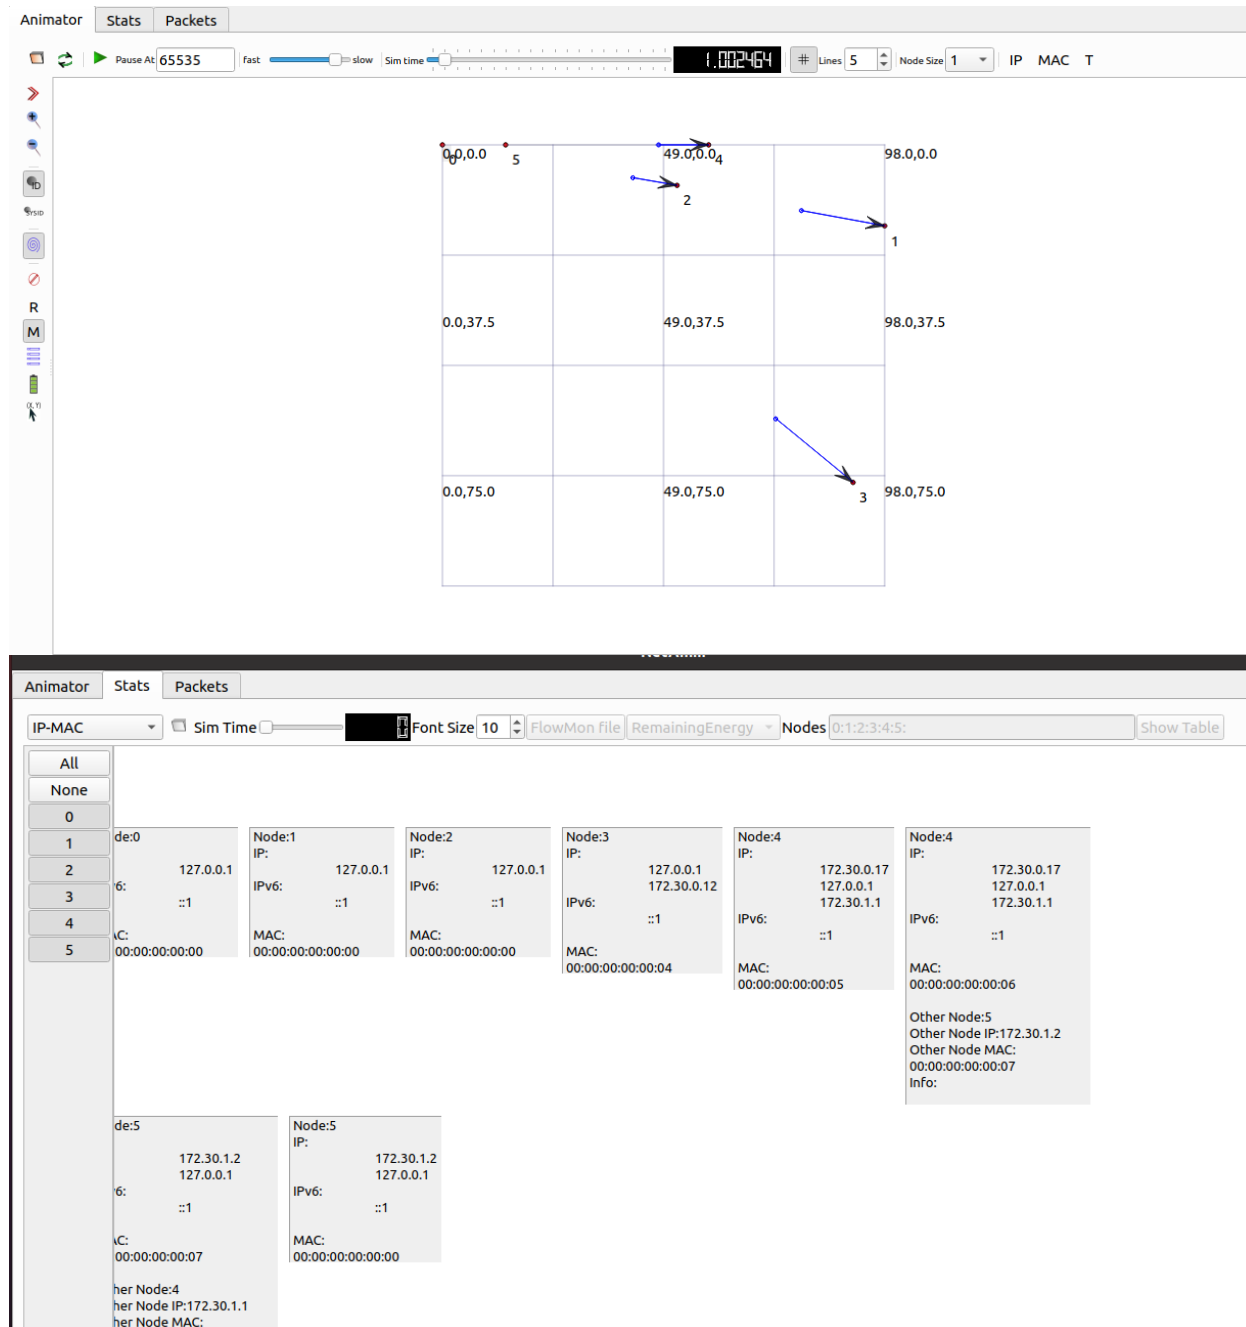 Animator Stats Packets
Pause At 65535 fast slow Sim time 1.002464 # Lines 5 Node Size 1 IP MAC T
ID
SYSID
R
M
(X, Y)
0.0,0.0 49.0,0.0 98.0,0.0
0 5 4
2
1
0.0,37.5 49.0,37.5 98.0,37.5
0.0,75.0 49.0,75.0 98.0,75.0
3
Animator Stats Packets
IP-MAC Sim Time Font Size 10 FlowMon file RemainingEnergy Nodes 0:1:2:3:4:5: Show Table
All
None
0
1
2
3
4
5
de:0
127.0.0.1
6:
::1
C:
00:00:00:00:00
Node:1
IP:
127.0.0.1
IPv6:
::1
MAC:
00:00:00:00:00:00
Node:2
IP:
127.0.0.1
IPv6:
::1
MAC:
00:00:00:00:00:00
Node:3
IP:
127.0.0.1
172.30.0.12
IPv6:
::1
MAC:
00:00:00:00:00:04
Node:4
IP:
172.30.0.17
127.0.0.1
172.30.1.1
IPv6:
::1
MAC:
00:00:00:00:00:05
Node:4
IP:
172.30.0.17
127.0.0.1
172.30.1.1
IPv6:
::1
MAC:
00:00:00:00:00:06
Other Node:5
Other Node IP:172.30.1.2
Other Node MAC:
00:00:00:00:00:07
Info:
de:5
172.30.1.2
127.0.0.1
6:
::1
C:
00:00:00:00:07
her Node:4
her Node IP:172.30.1.1
her Node MAC:
Node:5
IP:
172.30.1.2
127.0.0.1
IPv6:
::1
MAC:
00:00:00:00:00:00